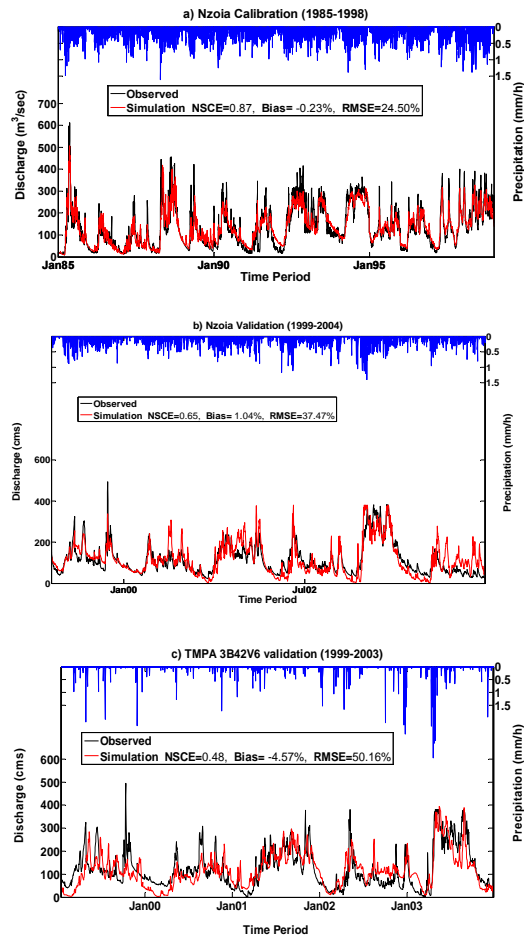 a) Nzoia Calibration (1985-1998)
0
0.5
1
1.5
Precipitation (mm/h)
Observed
Simulation NSCE=0.87, Bias= -0.23%, RMSE=24.50%
700
600
500
400
300
200
100
0
Discharge (m³/sec)
Jan85 Jan90 Jan95
Time Period
b) Nzoia Validation (1999-2004)
0
0.5
1
1.5
Precipitation (mm/h)
Observed
Simulation NSCE=0.65, Bias= 1.04%, RMSE=37.47%
600
400
200
0
Discharge (cms)
Jan00 Jul02
Time Period
c) TMPA 3B42V6 validation (1999-2003)
0
0.5
1
1.5
Precipitation (mm/h)
Observed
Simulation NSCE=0.48, Bias= -4.57%, RMSE=50.16%
600
500
400
300
200
100
0
Discharge (cms)
Jan00 Jan01 Jan02 Jan03
Time Period